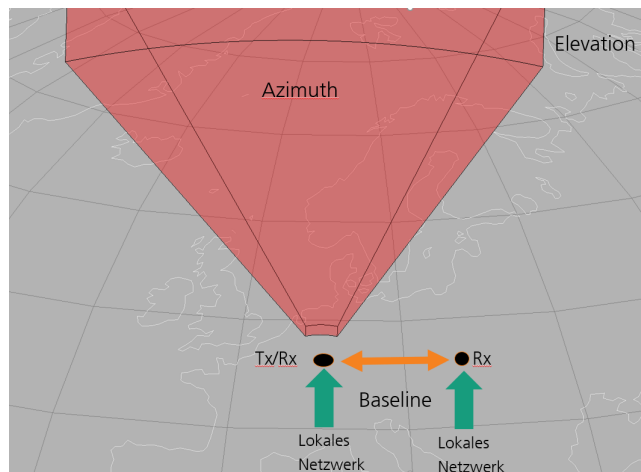 Elevation
Azimuth
Tx/Rx
Rx
Baseline
Lokales
Netzwerk
Lokales
Netzwerk